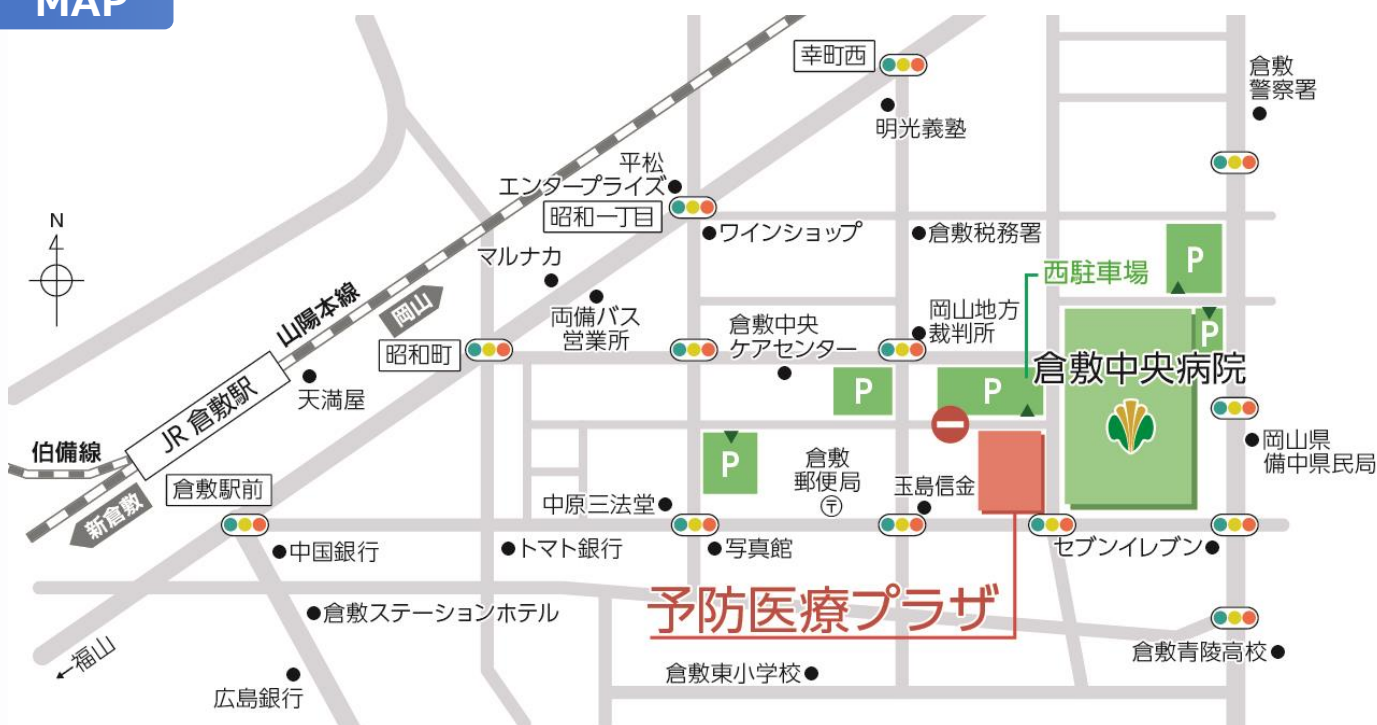 MAP
幸町西
倉敷
警察署
明光義塾
平松
エンタープライズ
昭和一丁目
ワインショップ
倉敷税務署
N
マルナカ
西駐車場
P
山陽本線
岡山
両備バス
営業所
倉敷中央
ケアセンター
岡山地方
裁判所
P
昭和町
倉敷中央病院
JR 倉敷駅
天満屋
P
P
伯備線
岡山県
備中県民局
P
倉敷
郵便局
〒
玉島信金
倉敷駅前
新倉敷
中原三法堂
中国銀行
トマト銀行
写真館
セブンイレブン
予防医療プラザ
倉敷ステーションホテル
←福山
倉敷青陵高校
倉敷東小学校
広島銀行